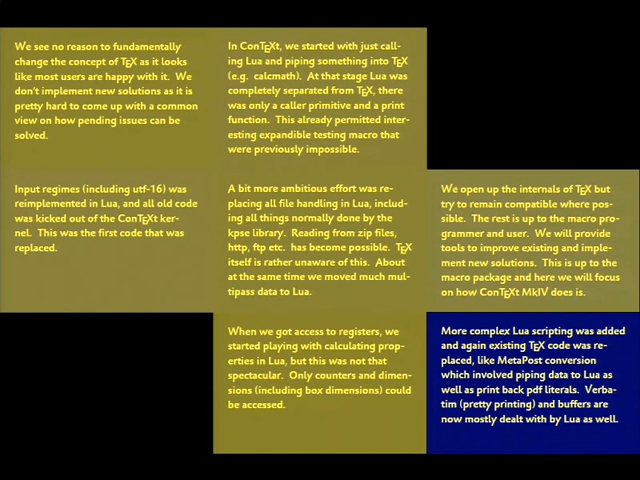 We see no reason to fundamentally
change the concept of TEX as it looks
like most users are happy with it. We
don't implement new solutions as it is
pretty hard to come up with a common
view on how pending issues can be
solved.
In ConTEXt, we started with just call-
ing Lua and piping something into TEX
(e.g. calcmath). At that stage Lua was
completely separated from TEX, there
was only a caller primitive and a print
function. This already permitted inter-
esting expandible testing macro that
were previously impossible.
Input regimes (including utf-16) was
reimplemented in Lua, and all old code
was kicked out of the ConTEXt ker-
nel. This was the first code that was
replaced.
A bit more ambitious effort was re-
placing all file handling in Lua, includ-
ing all things normally done by the
kpse library. Reading from zip files,
http, ftp etc. has become possible. TEX
itself is rather unaware of this. About
at the same time we moved much mul-
tipass data to Lua.
We open up the internals of TEX but
try to remain compatible where pos-
sible. The rest is up to the macro pro-
grammer and user. We will provide
tools to improve existing and imple-
ment new solutions. This is up to the
macro package and here we will focus
on how ConTEXt MkIV does is.
When we got access to registers, we
started playing with calculating prop-
erties in Lua, but this was not that
spectacular. Only counters and dimen-
sions (including box dimensions) could
be accessed.
More complex Lua scripting was added
and again existing TEX code was re-
placed, like MetaPost conversion
which involved piping data to Lua as
well as print back pdf literals. Verba-
tim (pretty printing) and buffers are
now mostly dealt with by Lua as well.